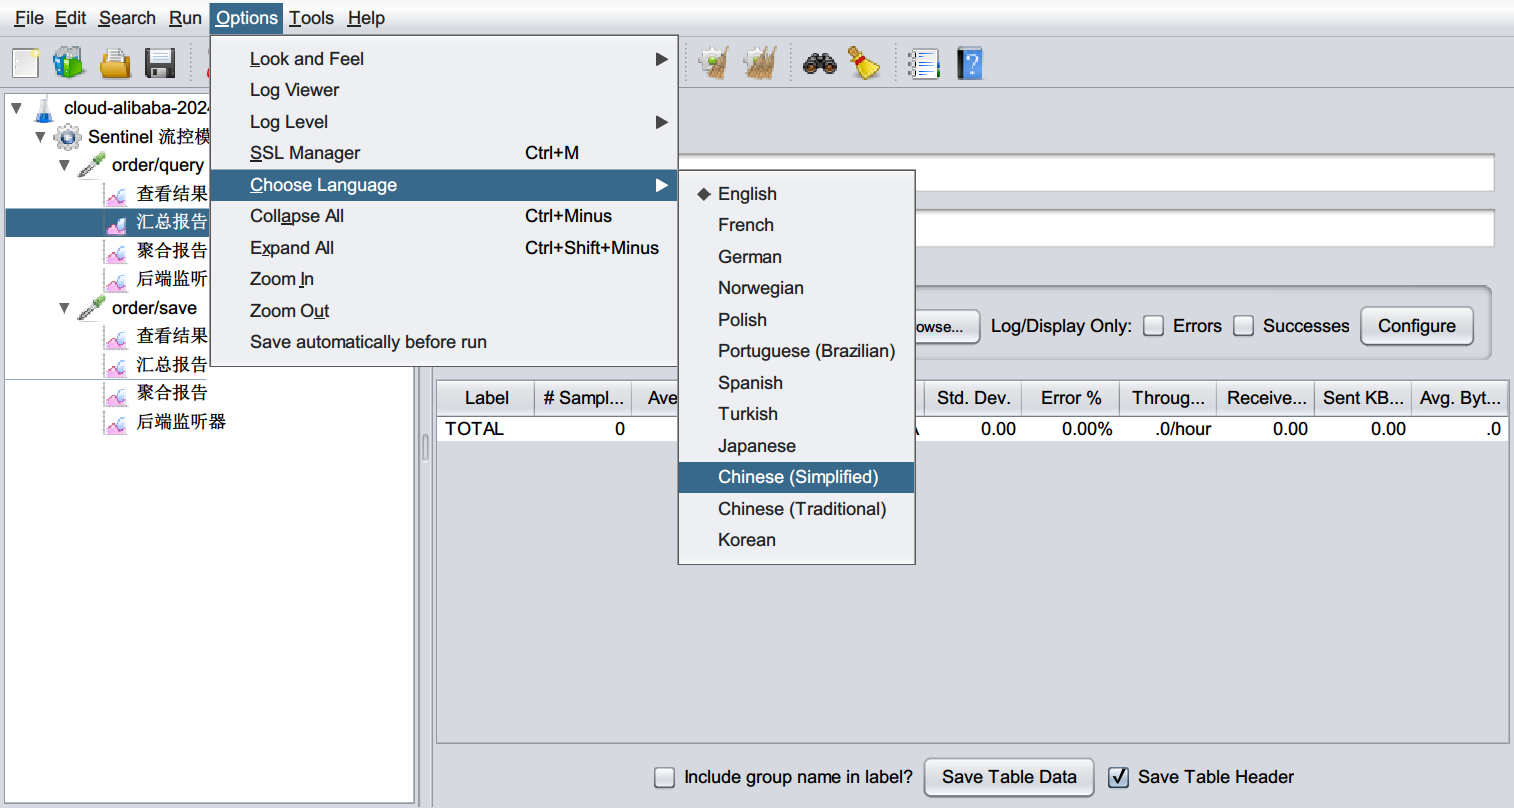 File Edit Search Run Options Tools Help
Look and Feel
Log Viewer
Log Level
SSL Manager Ctrl+M
Choose Language
Collapse All Ctrl+Minus
Expand All Ctrl+Shift+Minus
Zoom In
Zoom Out
Save automatically before run
English
French
German
Norwegian
Polish
Portuguese (Brazilian)
Spanish
Turkish
Japanese
Chinese (Simplified)
Chinese (Traditional)
Korean
cloud-alibaba-2024
Sentinel 流控模
order/query
查看结果
汇总报告
聚合报告
后端监听
order/save
查看结果
汇总报告
聚合报告
后端监听器
owse... Log/Display Only: Errors Successes Configure
Label # Sampl... Ave Std. Dev. Error % Throug... Receive... Sent KB... Avg. Byt...
TOTAL 0 0.00 0.00% .0/hour 0.00 0.00 .0
Include group name in label? Save Table Data Save Table Header